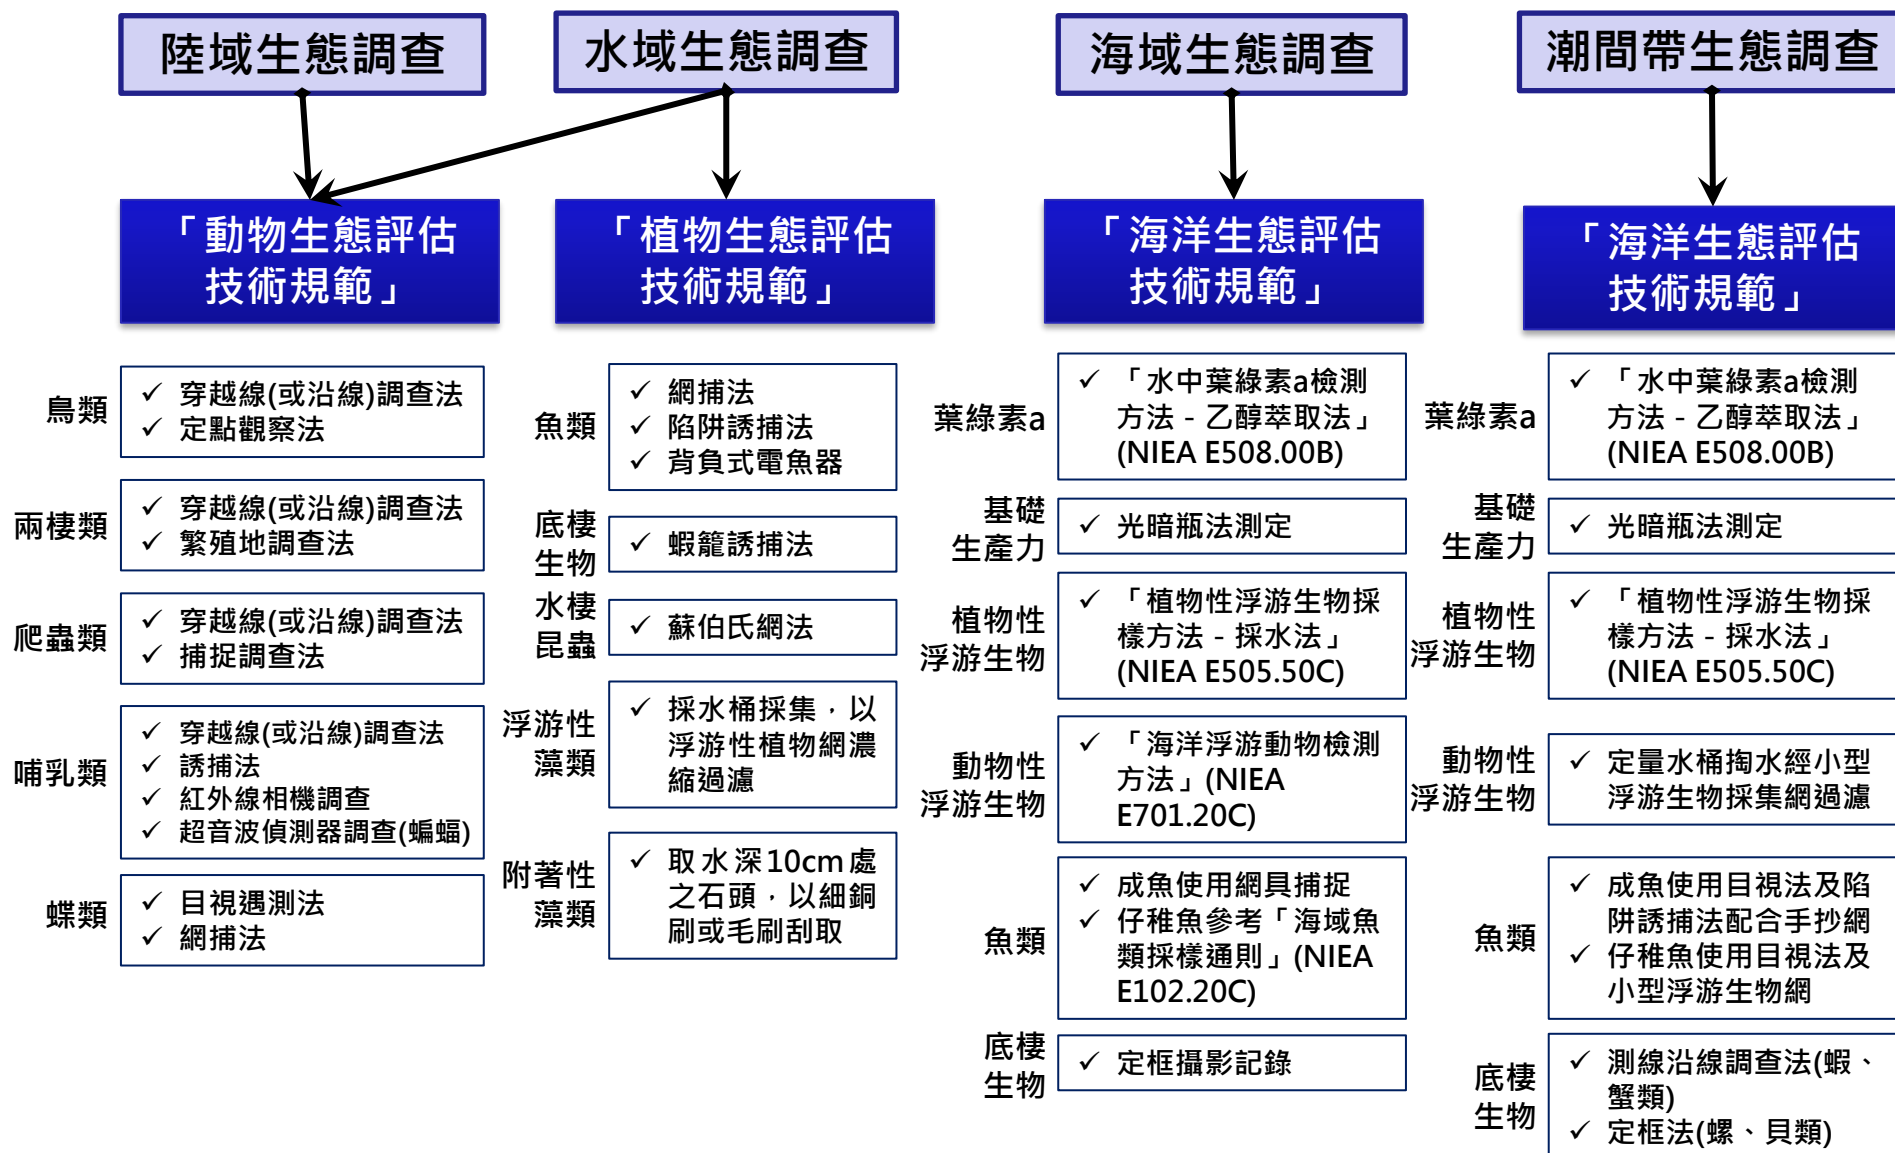 陸域生態調查
水域生態調查
海域生態調查
潮間帶生態調查
「動物生態評估
技術規範」
「植物生態評估
技術規範」
「海洋生態評估
技術規範」
「海洋生態評估
技術規範」
鳥類
✓ 穿越線(或沿線)調查法
✓ 定點觀察法
兩棲類
✓ 穿越線(或沿線)調查法
✓ 繁殖地調查法
爬蟲類
✓ 穿越線(或沿線)調查法
✓ 捕捉調查法
哺乳類
✓ 穿越線(或沿線)調查法
✓ 誘捕法
✓ 紅外線相機調查
✓ 超音波偵測器調查(蝙蝠)
蝶類
✓ 目視遇測法
✓ 網捕法
魚類
✓ 網捕法
✓ 陷阱誘捕法
✓ 背負式電魚器
底棲
生物
✓ 蝦籠誘捕法
水棲
昆蟲
✓ 蘇伯氏網法
浮游性
藻類
✓ 採水桶採集，以
浮游性植物網濃
縮過濾
附著性
藻類
✓ 取水深10cm處
之石頭，以細銅
刷或毛刷刮取
葉綠素a
✓ 「水中葉綠素a檢測
方法－乙醇萃取法」
(NIEA E508.00B)
基礎
生產力
✓ 光暗瓶法測定
植物性
浮游生物
✓ 「植物性浮游生物採
樣方法－採水法」
(NIEA E505.50C)
動物性
浮游生物
✓ 「海洋浮游動物檢測
方法」(NIEA
E701.20C)
魚類
✓ 成魚使用網具捕捉
✓ 仔稚魚參考「海域魚
類採樣通則」(NIEA
E102.20C)
底棲
生物
✓ 定框攝影記錄
葉綠素a
✓ 「水中葉綠素a檢測
方法－乙醇萃取法」
(NIEA E508.00B)
基礎
生產力
✓ 光暗瓶法測定
植物性
浮游生物
✓ 「植物性浮游生物採
樣方法－採水法」
(NIEA E505.50C)
動物性
浮游生物
✓ 定量水桶掏水經小型
浮游生物採集網過濾
魚類
✓ 成魚使用目視法及陷
阱誘捕法配合手抄網
✓ 仔稚魚使用目視法及
小型浮游生物網
底棲
生物
✓ 測線沿線調查法(蝦、
蟹類)
✓ 定框法(螺、貝類)